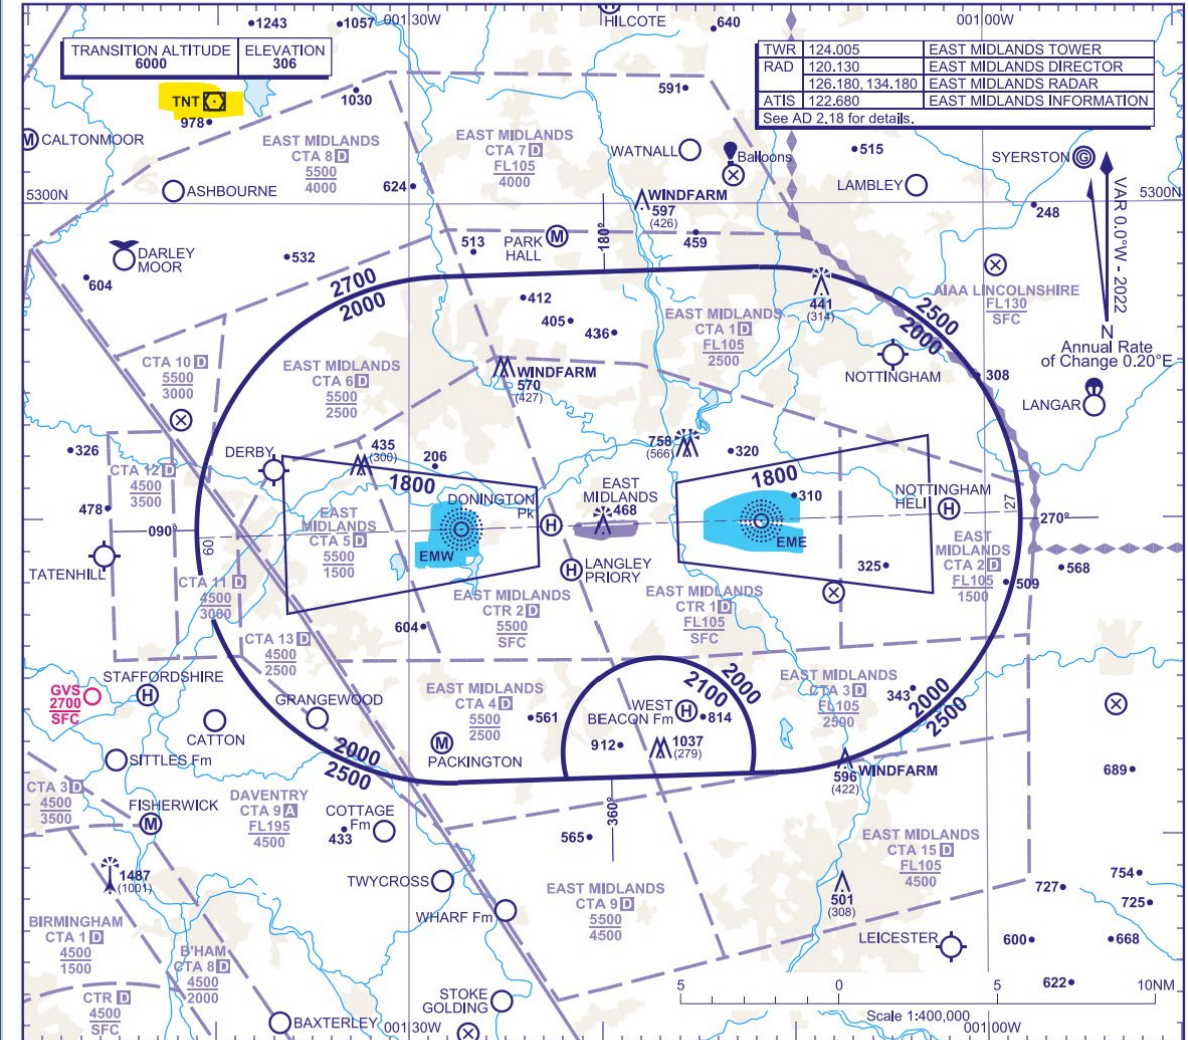 1243
1057
001:30W
HILCOTE
640
001:00W
TRANSITION ALTITUDE
6000
ELEVATION
306
TWR 124.005 EAST MIDLANDS TOWER
RAD 120.130 EAST MIDLANDS DIRECTOR
126.180, 134.180 EAST MIDLANDS RADAR
ATIS 122.680 EAST MIDLANDS INFORMATION
See AD 2.18 for details.
TNT
978
1030
591
M CALTONMOOR
EAST MIDLANDS
CTA 8 D
5500
4000
EAST MIDLANDS
CTA 7 D
FL105
4000
WATNALL
Balloons
515
SYERSTON G
ASHBOURNE
624
LAMBLEY
5300N
5300N
WINDFARM
597
(426)
248
VAR 0.0°W - 2022
DARLEY
MOOR
532
513
PARK
HALL
M
180°
459
604
2700
2000
412
405
436
EAST MIDLANDS
CTA 1 D
FL105
2500
441
(314)
2500
2000
AIAA LINCOLNSHIRE
FL130
SFC
N
Annual Rate
of Change 0.20°E
CTA 10 D
5500
3000
EAST MIDLANDS
CTA 6 D
5500
2500
WINDFARM
570
(427)
NOTTINGHAM
308
LANGAR
326
DERBY
435
(300)
206
758
(566)
320
CTA 12 D
4500
3500
1800
1800
478
DONINGTON
Pk
H
EAST
MIDLANDS
468
310
NOTTINGHAM
HELI
H
27
090°
09
EAST
MIDLANDS
CTA 5 D
5500
1500
EMW
EME
270°
TATENHILL
H LANGLEY
PRIORY
EAST
MIDLANDS
CTA 2 D
FL105
1500
325
509
568
CTA 11 D
4500
3000
EAST MIDLANDS
CTR 2 D
5500
SFC
EAST MIDLANDS
CTR 1 D
FL105
SFC
604
CTA 13 D
4500
2500
GVS
2700
SFC
STAFFORDSHIRE
H
GRANGEWOOD
EAST MIDLANDS
CTA 4 D
5500
2500
561
2000
2100
WEST
BEACON Fm
H
814
EAST MIDLANDS
CTA 3 D
FL105
2500
343
2000
2500
CATTON
912
1037
(279)
M
PACKINGTON
2000
2500
SITTLES Fm
596
(422)
WINDFARM
689
CTA 3 D
4500
3500
FISHERWICK
M
DAVENTRY
CTA 9 A
FL195
4500
COTTAGE
Fm
433
565
360°
EAST MIDLANDS
CTA 15 D
FL105
4500
1487
(1001)
TWYCROSS
501
(308)
754
727
725
WHARF Fm
EAST MIDLANDS
CTA 9 D
5500
4500
BIRMINGHAM
CTA 1 D
4500
1500
LEICESTER
600
668
B'HAM
CTA 8 D
4500
2000
622
CTR D
4500
SFC
STOKE
GOLDING
5 0 5 10NM
Scale 1:400,000
BAXTERLEY
001:30W
001:00W